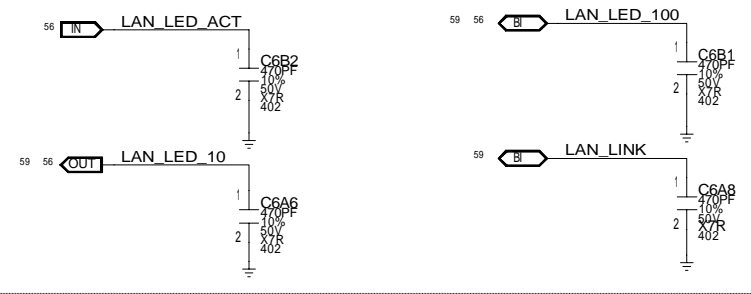 56 IN LAN_LED_ACT
1
C6B2
470PF
10%
50V
2
X7R
402
59 56 BI LAN_LED_100
1
C6B1
470PF
10%
50V
2
X7R
402
59 56 OUT LAN_LED_10
1
C6A6
470PF
10%
50V
2
X7R
402
59 BI LAN_LINK
1
C6A8
470PF
10%
50V
2
X7R
402